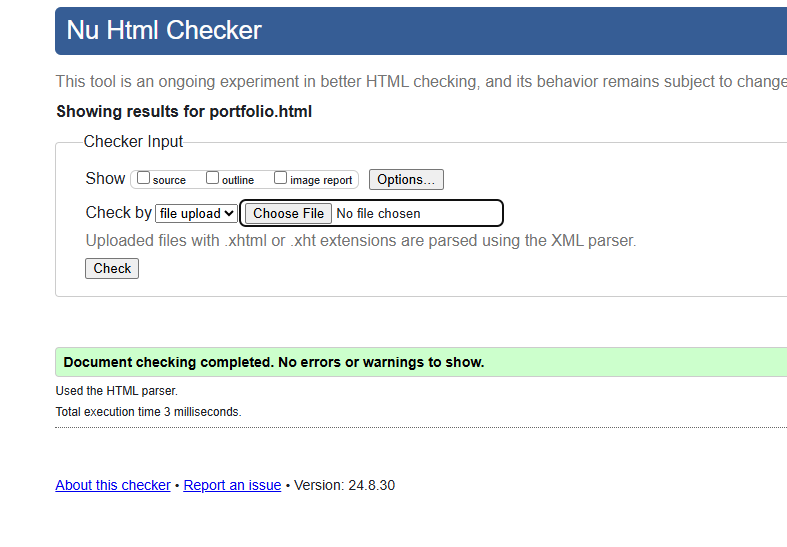 Nu Html Checker
This tool is an ongoing experiment in better HTML checking, and its behavior remains subject to change
Showing results for portfolio.html
Checker Input
Show source outline image report Options...
Check by file upload Choose File No file chosen
Uploaded files with .xhtml or .xht extensions are parsed using the XML parser.
Check
Document checking completed. No errors or warnings to show.
Used the HTML parser.
Total execution time 3 milliseconds.
About this checker • Report an issue • Version: 24.8.30